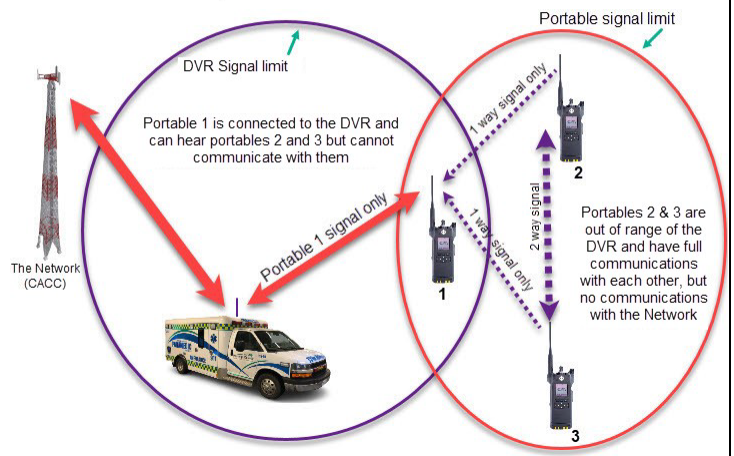 Portable signal limit
DVR Signal limit
1 way signal only
Portable 1 is connected to the DVR and
can hear portables 2 and 3 but cannot
communicate with them
2
2 way signal
Portable 1 signal only
1 way signal only
Portables 2 & 3 are
out of range of the
DVR and have full
communications
with each other, but
no communications
with the Network
The Network
(CACC)
1
3